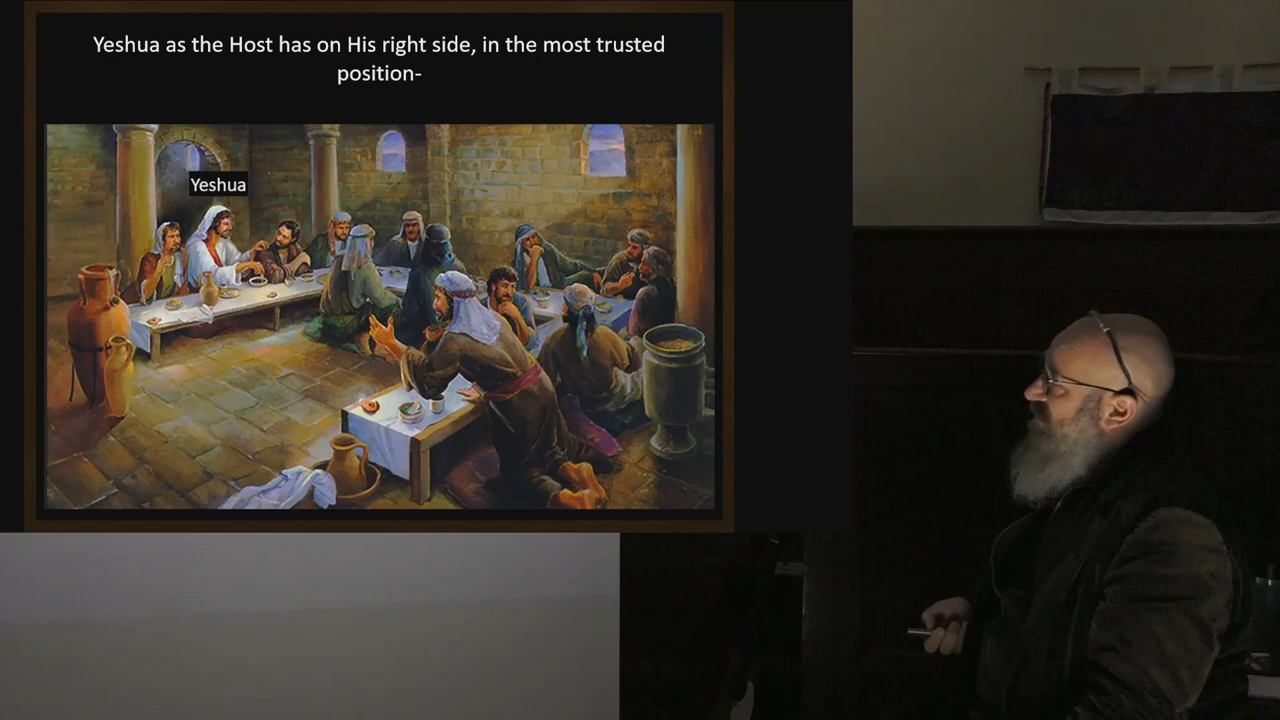 Yeshua as the Host has on His right side, in the most trusted
position-
Yeshua